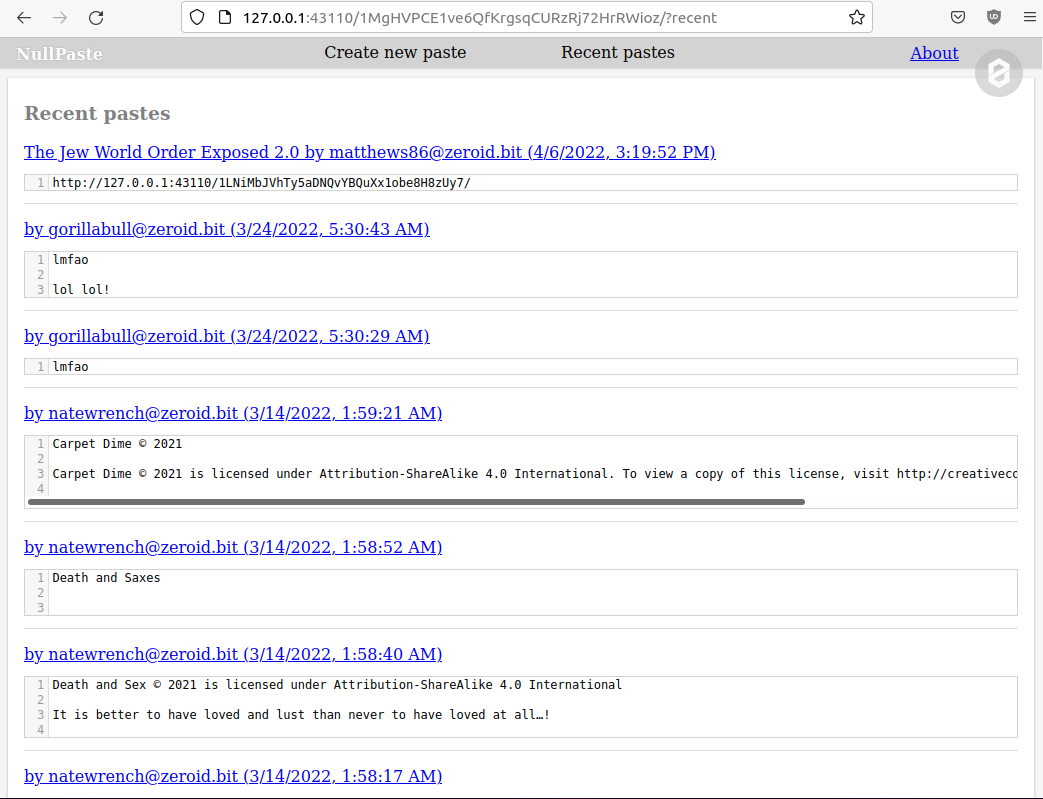 127.0.0.1:43110/1MgHVPCE1ve6QfKrgsqCURzRj72HrRWioz/?recent
NullPaste Create new paste Recent pastes About
Recent pastes
The Jew World Order Exposed 2.0 by matthews86@zeroid.bit (4/6/2022, 3:19:52 PM)
1 http://127.0.0.1:43110/1LNiMbJVhTy5aDNQvYBQuXx1obe8H8zUy7/
by gorillabull@zeroid.bit (3/24/2022, 5:30:43 AM)
1 lmfao
2
3 lol lol!
by gorillabull@zeroid.bit (3/24/2022, 5:30:29 AM)
1 lmfao
by natewrench@zeroid.bit (3/14/2022, 1:59:21 AM)
1 Carpet Dime © 2021
2
3 Carpet Dime © 2021 is licensed under Attribution-ShareAlike 4.0 International. To view a copy of this license, visit http://creativecc
4
by natewrench@zeroid.bit (3/14/2022, 1:58:52 AM)
1 Death and Saxes
2
3
by natewrench@zeroid.bit (3/14/2022, 1:58:40 AM)
1 Death and Sex © 2021 is licensed under Attribution-ShareAlike 4.0 International
2
3 It is better to have loved and lust than never to have loved at all…!
4
by natewrench@zeroid.bit (3/14/2022, 1:58:17 AM)